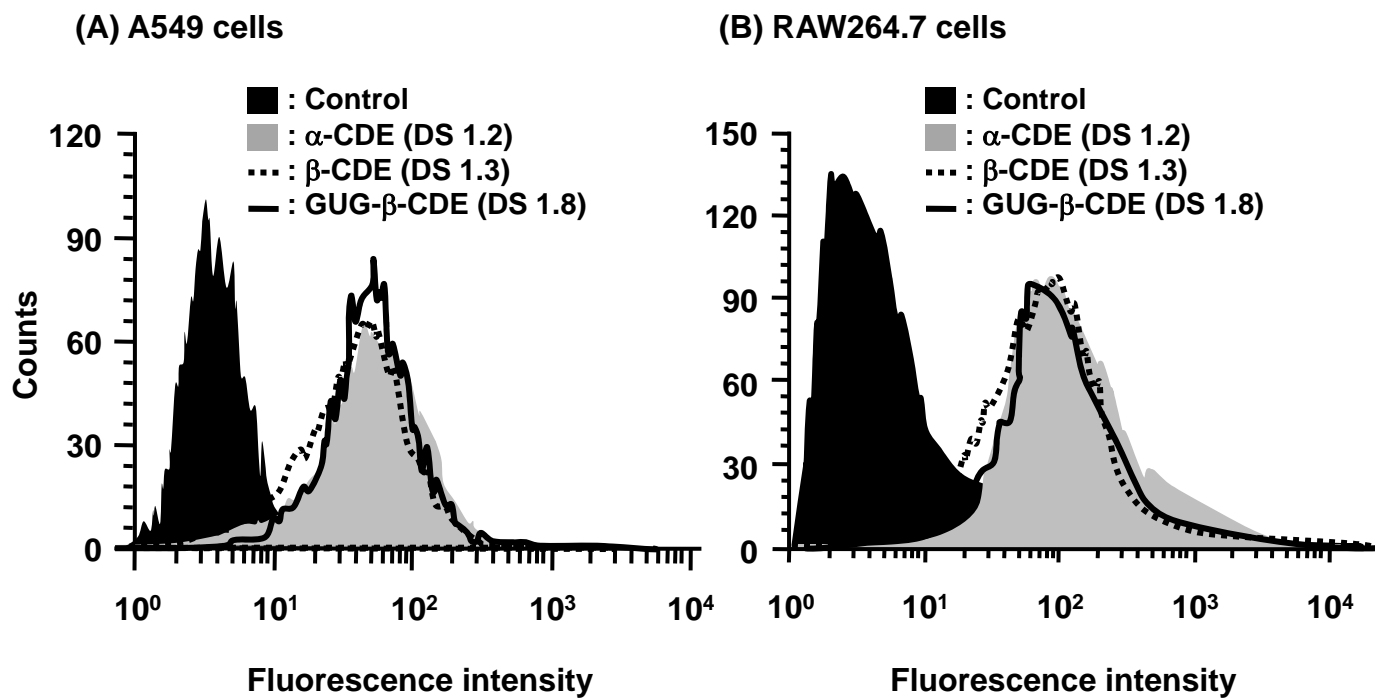 (A) A549 cells
: Control
: α-CDE (DS 1.2)
: β-CDE (DS 1.3)
: GUG-β-CDE (DS 1.8)
120
90
60
30
0
Counts
10⁰ 10¹ 10² 10³ 10⁴
Fluorescence intensity
(B) RAW264.7 cells
: Control
: α-CDE (DS 1.2)
: β-CDE (DS 1.3)
: GUG-β-CDE (DS 1.8)
150
120
90
60
30
0
10⁰ 10¹ 10² 10³ 10⁴
Fluorescence intensity